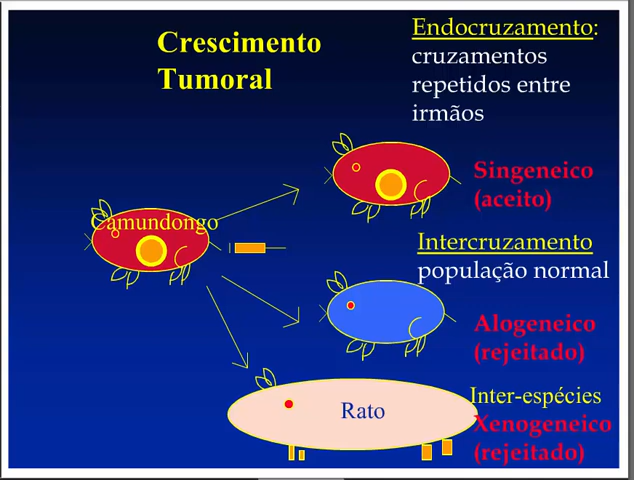 Crescimento
Tumoral
Endocruzamento:
cruzamentos
repetidos entre
irmãos
Singeneico
(aceito)
Camundongo
Intercruzamento
população normal
Alogeneico
(rejeitado)
Rato
Inter-espécies
Xenogeneico
(rejeitado)